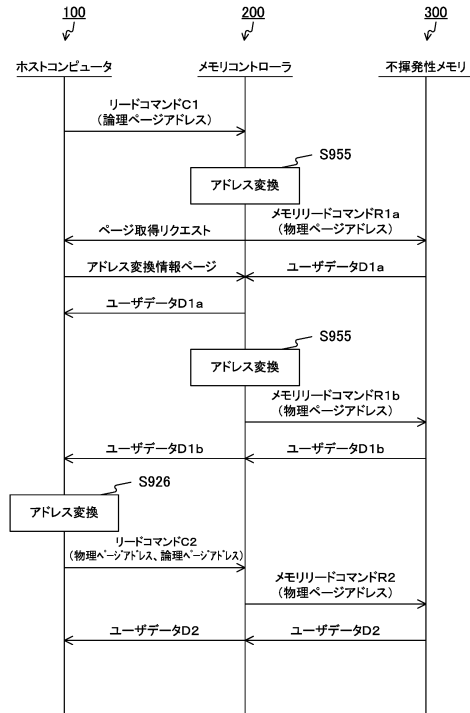 100
200
300
ホストコンピュータ
メモリコントローラ
不揮発性メモリ
リードコマンドC1
(論理ページアドレス)
S955
アドレス変換
メモリリードコマンドR1a
(物理ページアドレス)
ページ取得リクエスト
アドレス変換情報ページ
ユーザデータD1a
ユーザデータD1a
S955
アドレス変換
メモリリードコマンドR1b
(物理ページアドレス)
ユーザデータD1b
ユーザデータD1b
S926
アドレス変換
リードコマンドC2
(物理ページアドレス、論理ページアドレス)
メモリリードコマンドR2
(物理ページアドレス)
ユーザデータD2
ユーザデータD2